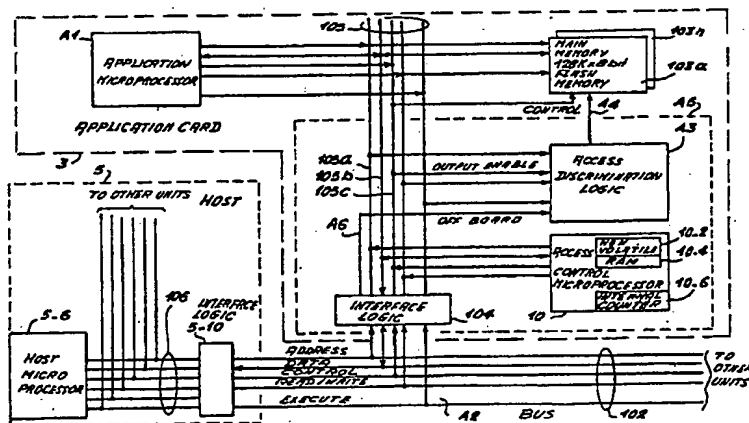 105
A1
APPLICATION
MICROPROCESSOR
APPLICATION CARD
3
MAIN
MEMORY
128K x 8bit
FLASH
MEMORY
103n
103a
CONTROL
A4
A6
A3
105a
105b
105c
OUTPUT ENABLE
ACCESS
DISCRIMINATION
LOGIC
A6
OFF BOARD
ACCESS
CONTROL
MICROPROCESSOR
NON
VOLATILE
RAM
INTERNAL
COUNTER
10
10.2
10.4
10.6
INTERFACE
LOGIC
104
5
TO OTHER UNITS
HOST
5-6
HOST
MICRO
PROCESSOR
106
INTERFACE
LOGIC
5-10
ADDRESS
DATA
CONTROL
READ/WRITE
EXECUTE
A2
BUS
102
TO
OTHER
UNITS